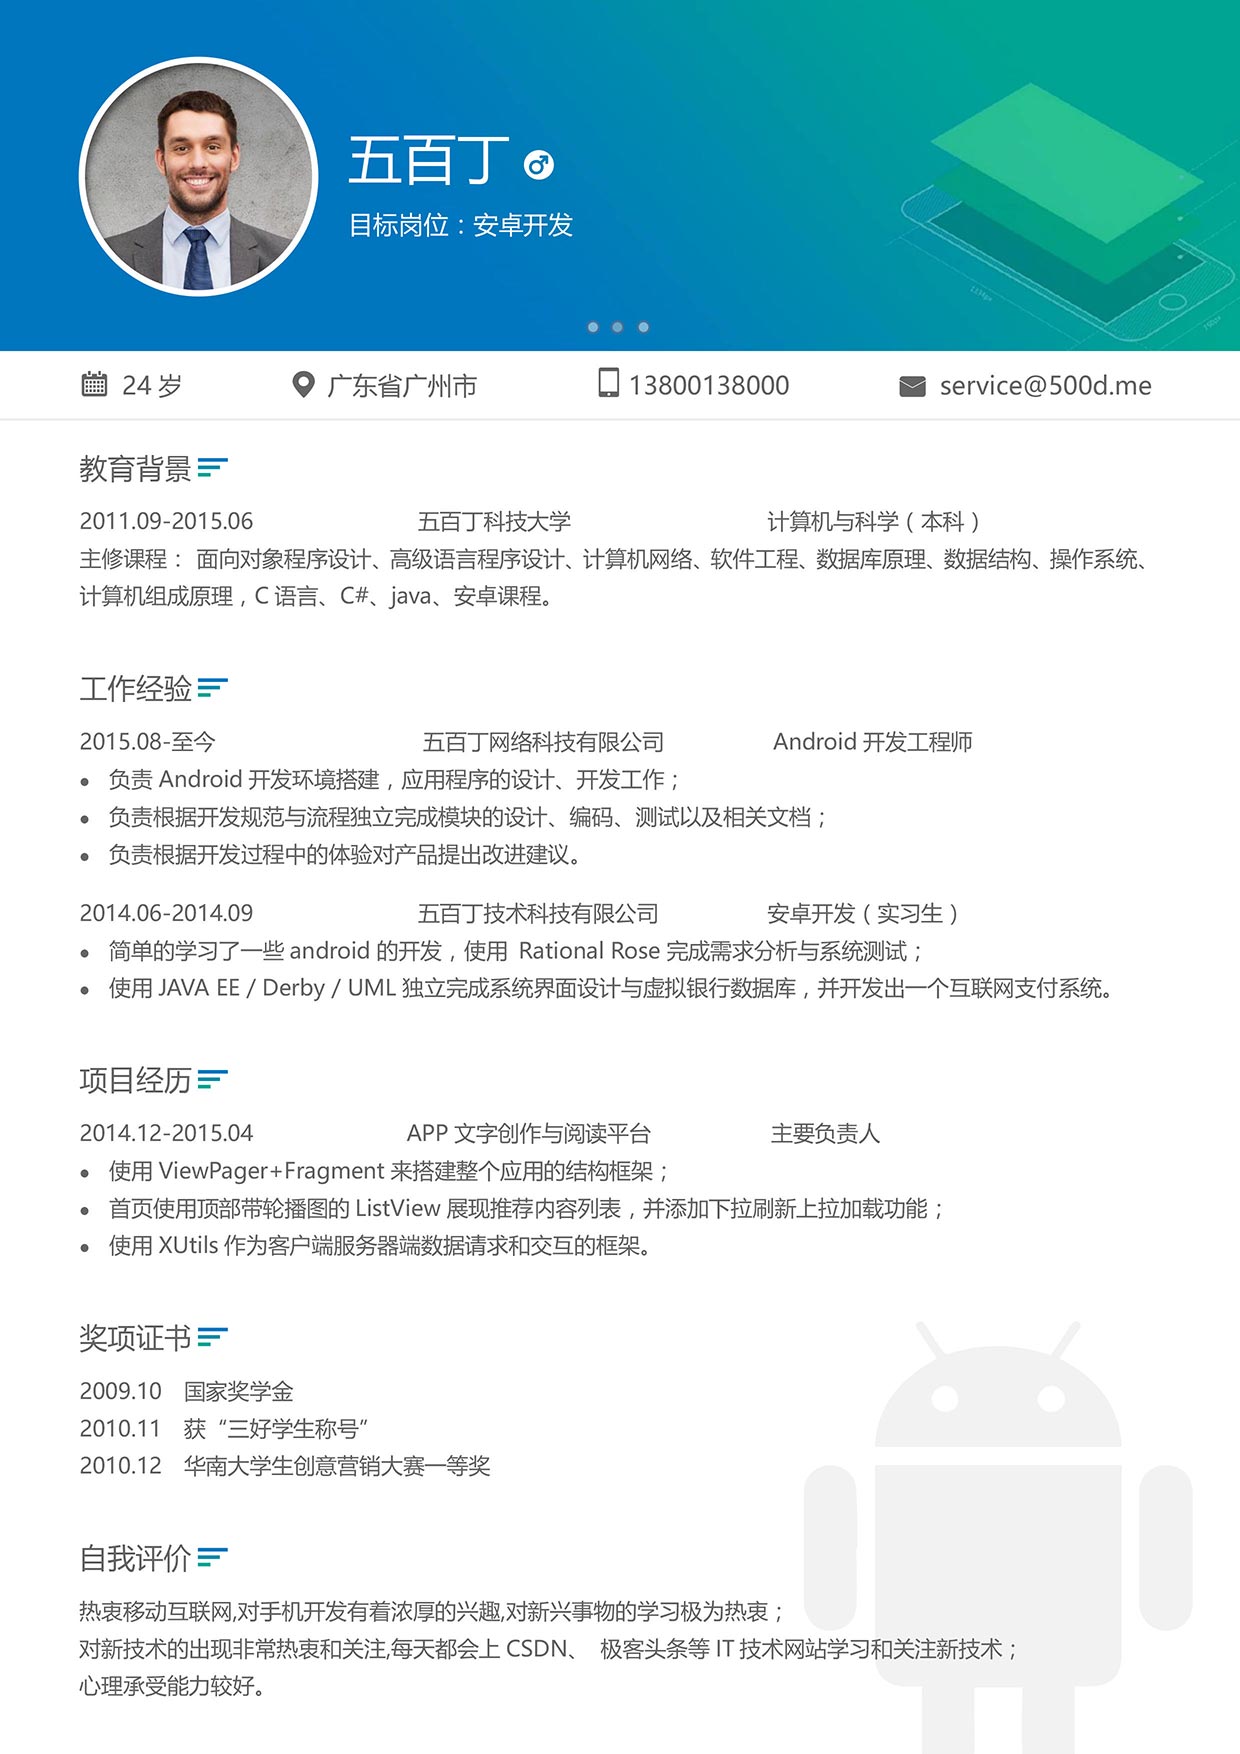 五百丁
目标岗位：安卓开发
24 岁 广东省广州市 13800138000 service@500d.me
教育背景
2011.09-2015.06 五百丁科技大学 计算机与科学（本科）
主修课程： 面向对象程序设计、高级语言程序设计、计算机网络、软件工程、数据库原理、数据结构、操作系统、
计算机组成原理，C 语言、C#、java、安卓课程。
工作经验
2015.08-至今 五百丁网络科技有限公司 Android 开发工程师
• 负责 Android 开发环境搭建，应用程序的设计、开发工作；
• 负责根据开发规范与流程独立完成模块的设计、编码、测试以及相关文档；
• 负责根据开发过程中的体验对产品提出改进建议。
2014.06-2014.09 五百丁技术科技有限公司 安卓开发（实习生）
• 简单的学习了一些 android 的开发，使用 Rational Rose 完成需求分析与系统测试；
• 使用 JAVA EE / Derby / UML 独立完成系统界面设计与虚拟银行数据库，并开发出一个互联网支付系统。
项目经历
2014.12-2015.04 APP 文字创作与阅读平台 主要负责人
• 使用 ViewPager+Fragment 来搭建整个应用的结构框架；
• 首页使用顶部带轮播图的 ListView 展现推荐内容列表，并添加下拉刷新上拉加载功能；
• 使用 XUtils 作为客户端服务器端数据请求和交互的框架。
奖项证书
2009.10 国家奖学金
2010.11 获“三好学生称号”
2010.12 华南大学生创意营销大赛一等奖
自我评价
热衷移动互联网,对手机开发有着浓厚的兴趣,对新兴事物的学习极为热衷；
对新技术的出现非常热衷和关注,每天都会上 CSDN、 极客头条等 IT 技术网站学习和关注新技术；
心理承受能力较好。